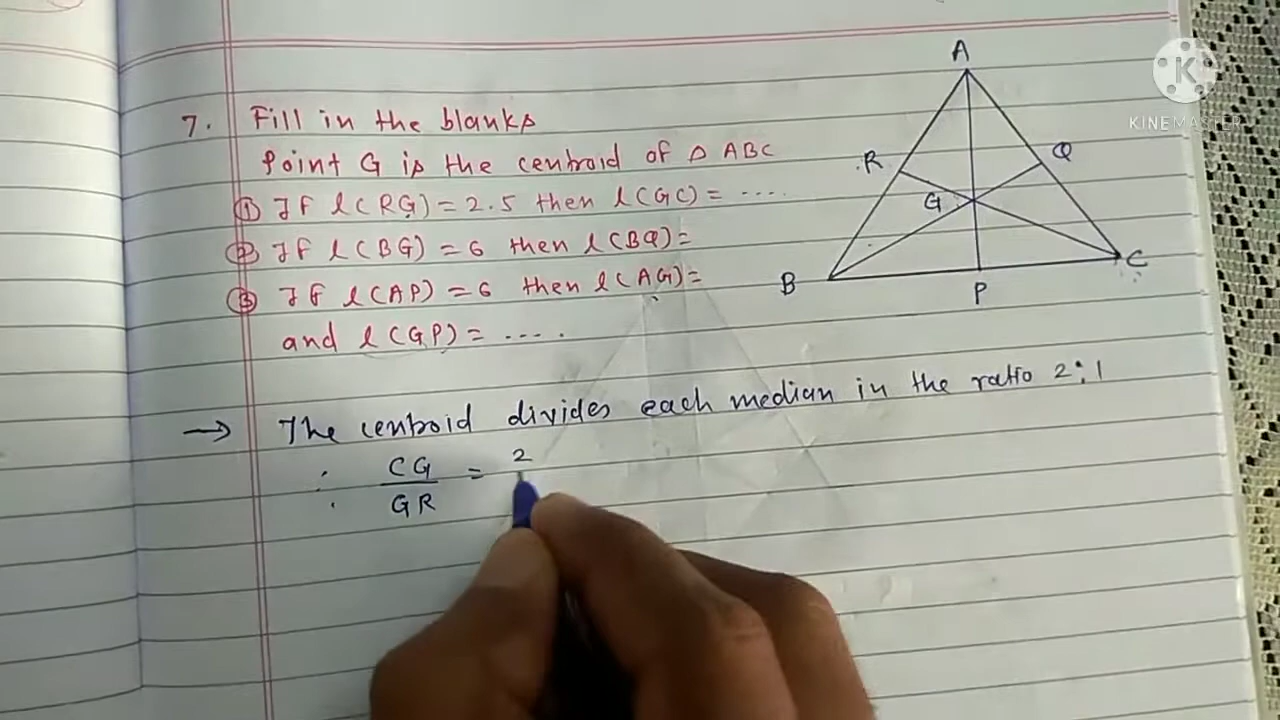 7. Fill in the blanks
Point G is the centroid of △ ABC
① If l(RG) = 2.5 then l(GC) = ....
② If l(BG) = 6 then l(BQ) =
③ If l(AP) = 6 then l(AG) =
and l(GP) = ....
→ The centroid divides each median in the ratio 2:1
∴ CG
GR
= 2
A
R
Q
G
B
P
C
K
KINEMASTER